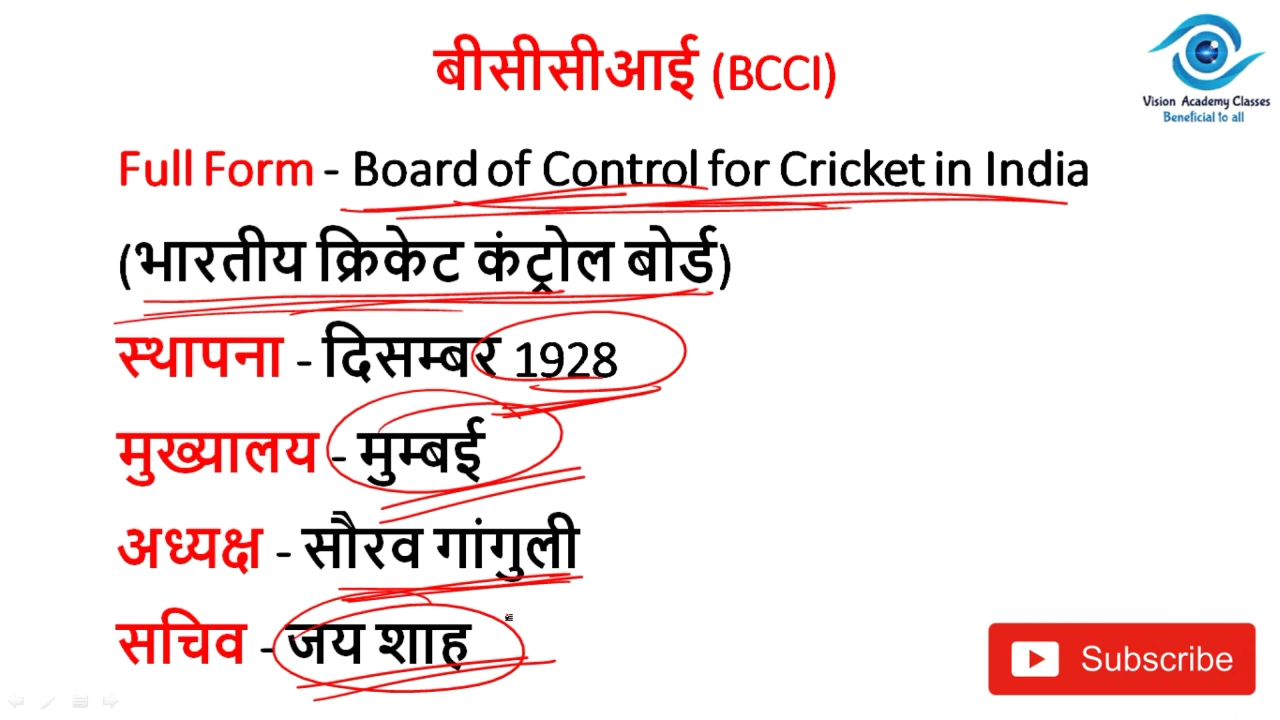 बीसीसीआई (BCCI)
Vision Academy Classes
Beneficial to all
Full Form - Board of Control for Cricket in India
(भारतीय क्रिकेट कंट्रोल बोर्ड)
स्थापना - दिसम्बर 1928
मुख्यालय - मुम्बई
अध्यक्ष - सौरव गांगुली
सचिव - जय शाह
Subscribe